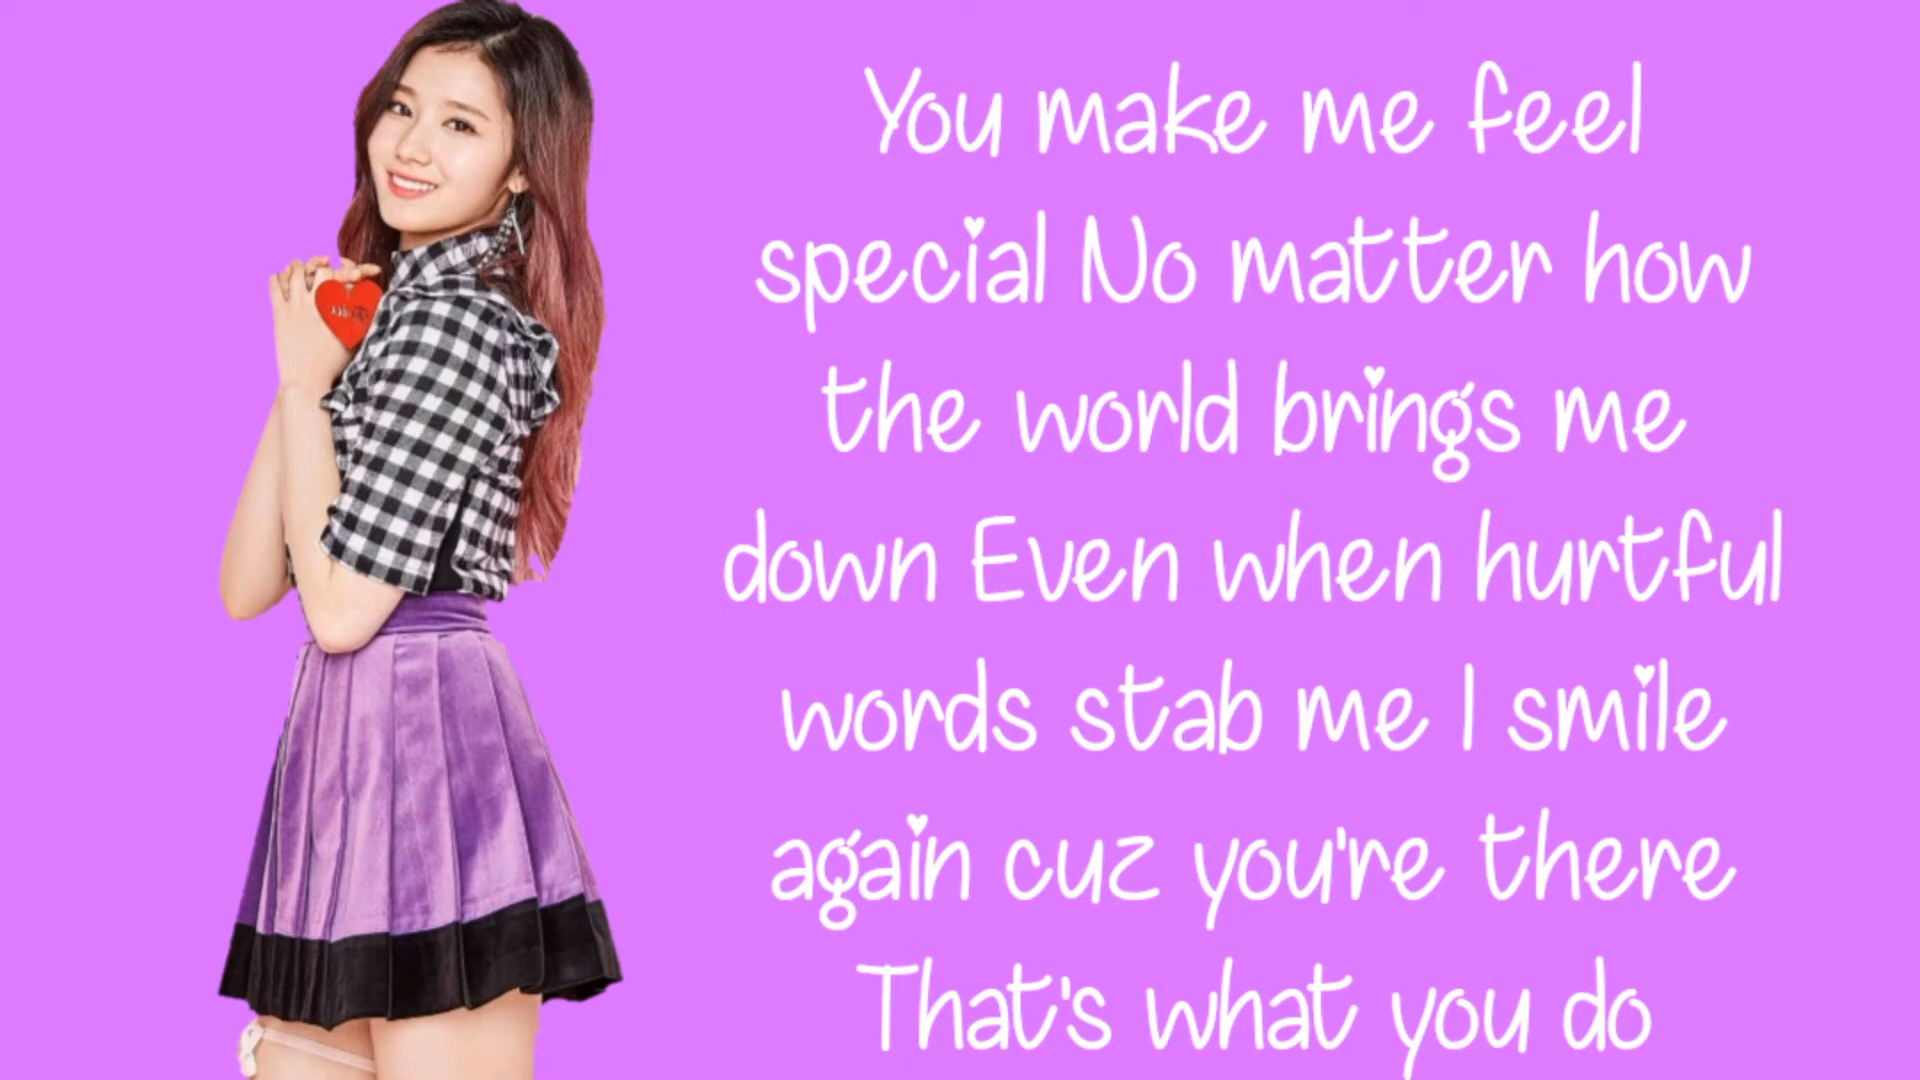 You make me feel
special No matter how
the world brings me
down Even when hurtful
words stab me I smile
again cuz you're there
That's what you do